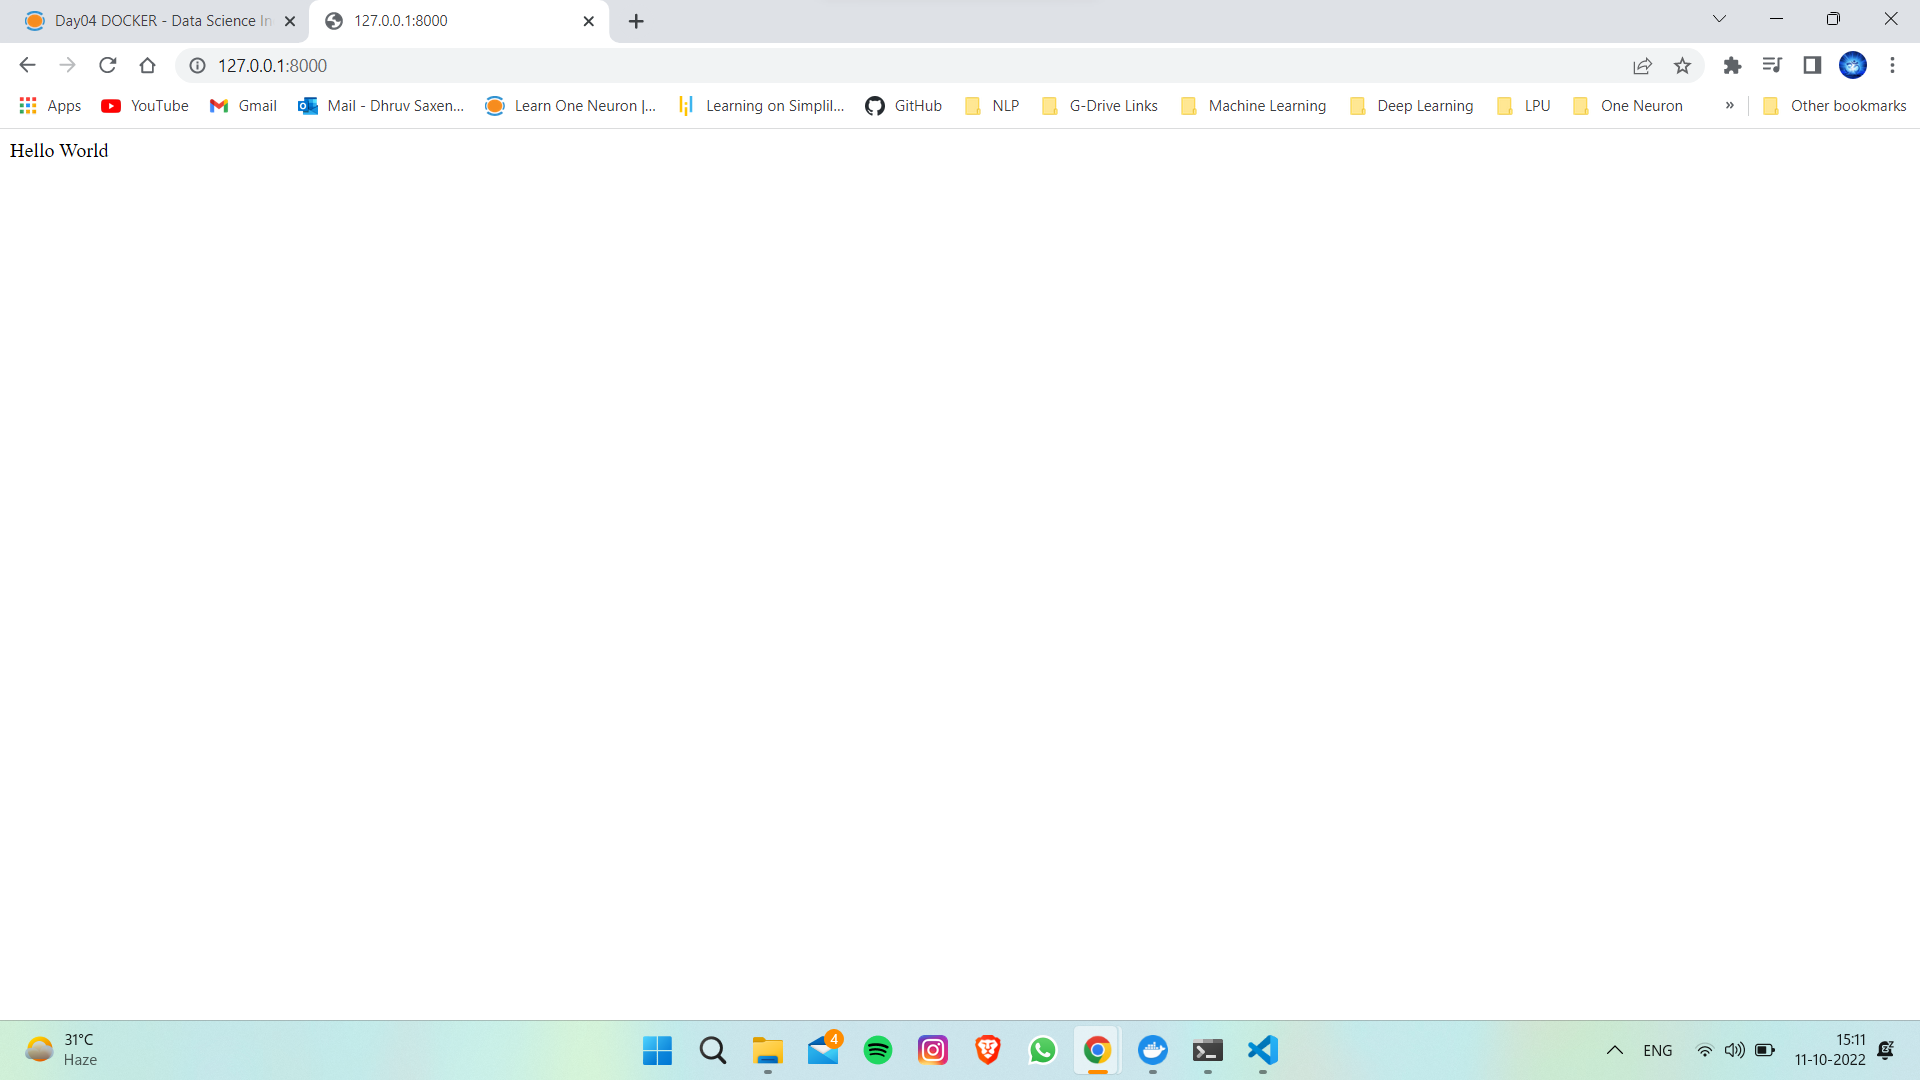 Day04 DOCKER - Data Science In
127.0.0.1:8000
127.0.0.1:8000
Apps
YouTube
Gmail
Mail - Dhruv Saxen...
Learn One Neuron |...
Learning on Simplil...
GitHub
NLP
G-Drive Links
Machine Learning
Deep Learning
LPU
One Neuron
»
Other bookmarks
Hello World
31°C
Haze
4
ENG
15:11
11-10-2022